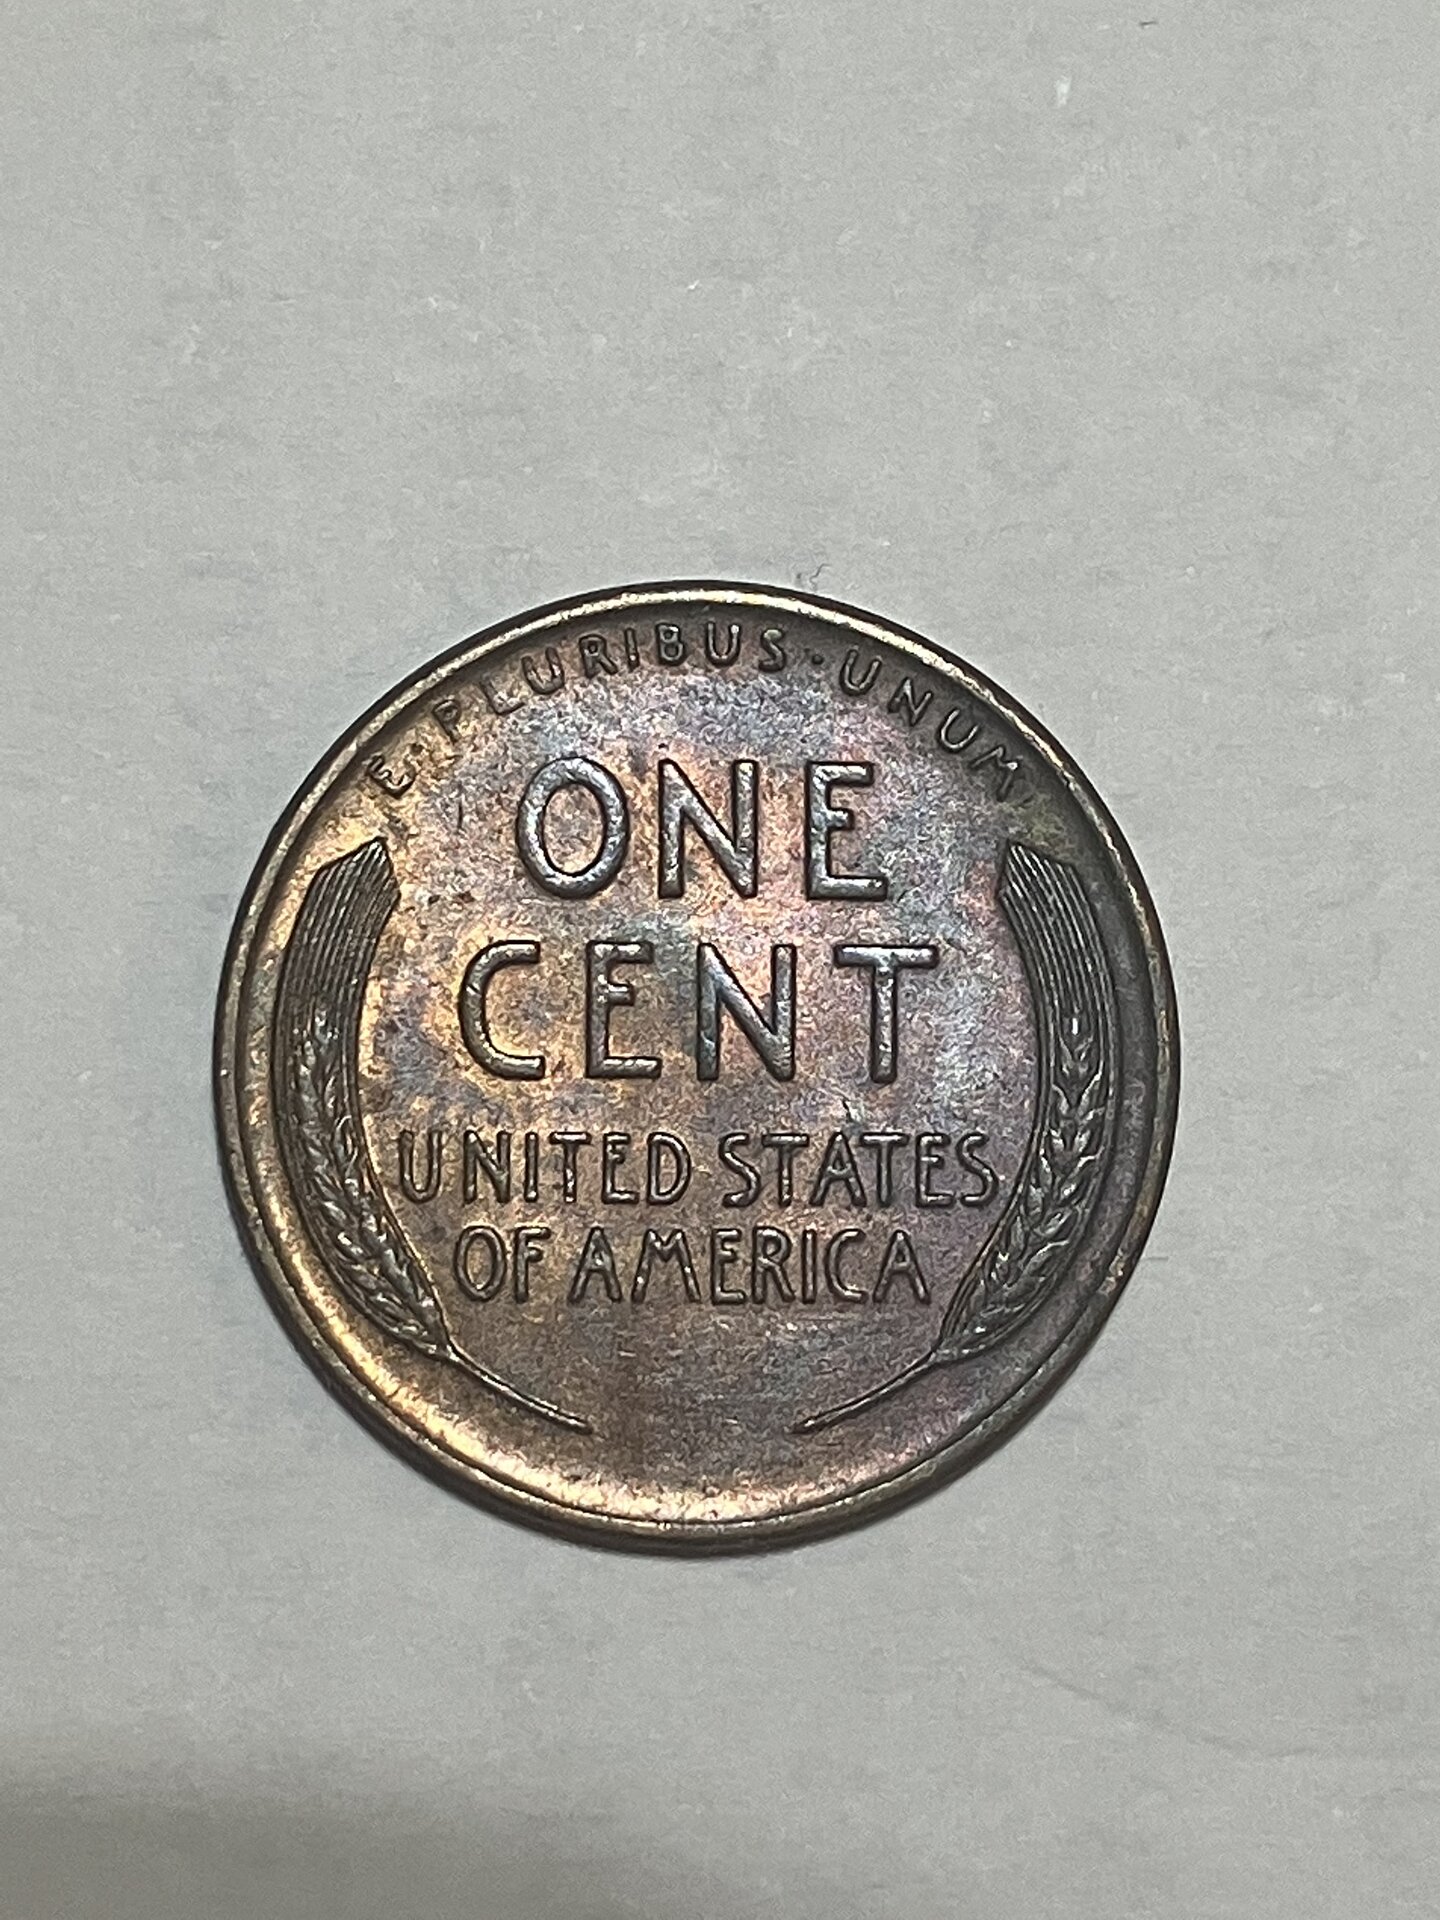 E·PLURIBUS·UNUM
ONE
CENT
UNITED STATES
OF AMERICA